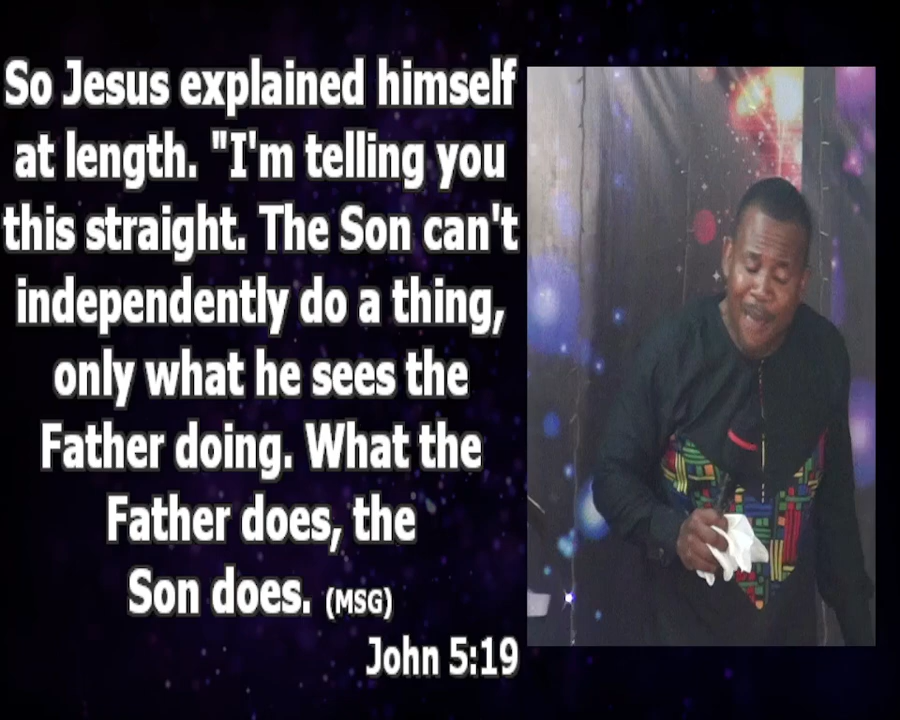 So Jesus explained himself
at length. "I'm telling you
this straight. The Son can't
independently do a thing,
only what he sees the
Father doing. What the
Father does, the
Son does. (MSG)
John 5:19